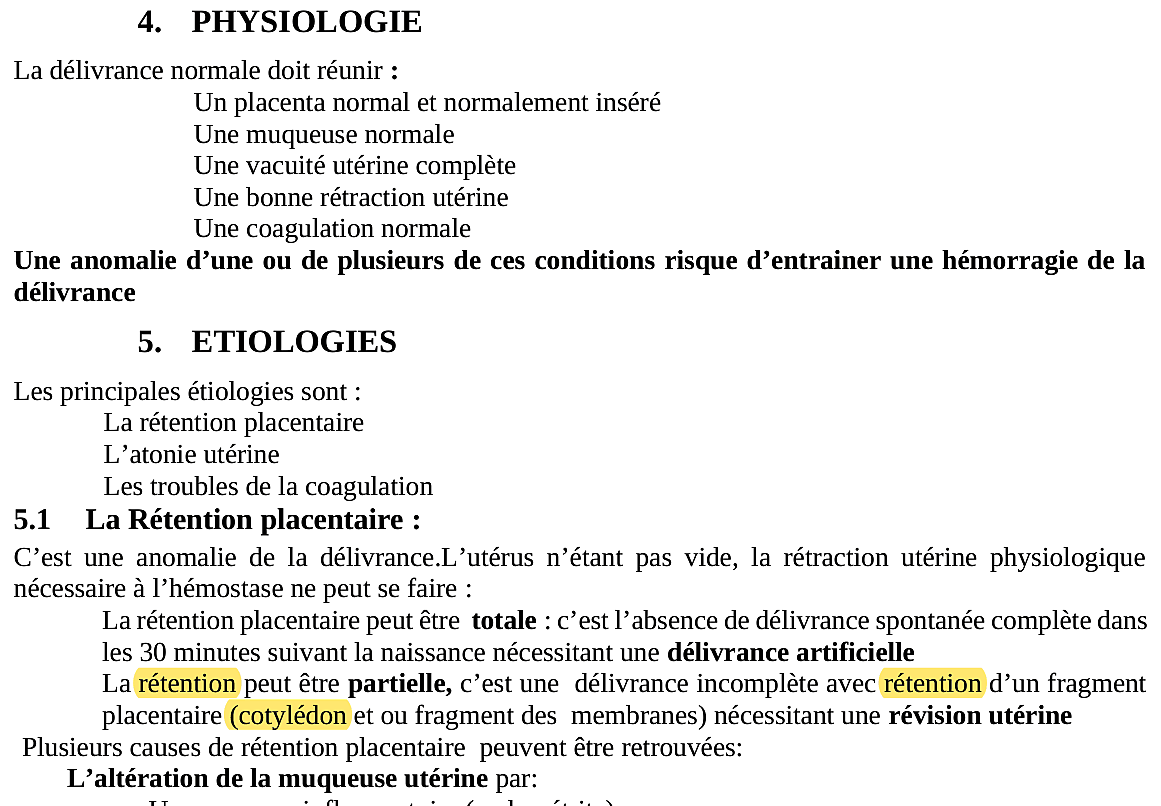 4. PHYSIOLOGIE
La délivrance normale doit réunir :
Un placenta normal et normalement inséré
Une muqueuse normale
Une vacuité utérine complète
Une bonne rétraction utérine
Une coagulation normale
Une anomalie d’une ou de plusieurs de ces conditions risque d’entrainer une hémorragie de la
délivrance
5. ETIOLOGIES
Les principales étiologies sont :
La rétention placentaire
L’atonie utérine
Les troubles de la coagulation
5.1 La Rétention placentaire :
C’est une anomalie de la délivrance.L’utérus n’étant pas vide, la rétraction utérine physiologique
nécessaire à l’hémostase ne peut se faire :
La rétention placentaire peut être totale : c’est l’absence de délivrance spontanée complète dans
les 30 minutes suivant la naissance nécessitant une délivrance artificielle
La rétention peut être partielle, c’est une délivrance incomplète avec rétention d’un fragment
placentaire (cotylédon et ou fragment des membranes) nécessitant une révision utérine
Plusieurs causes de rétention placentaire peuvent être retrouvées:
L’altération de la muqueuse utérine par: